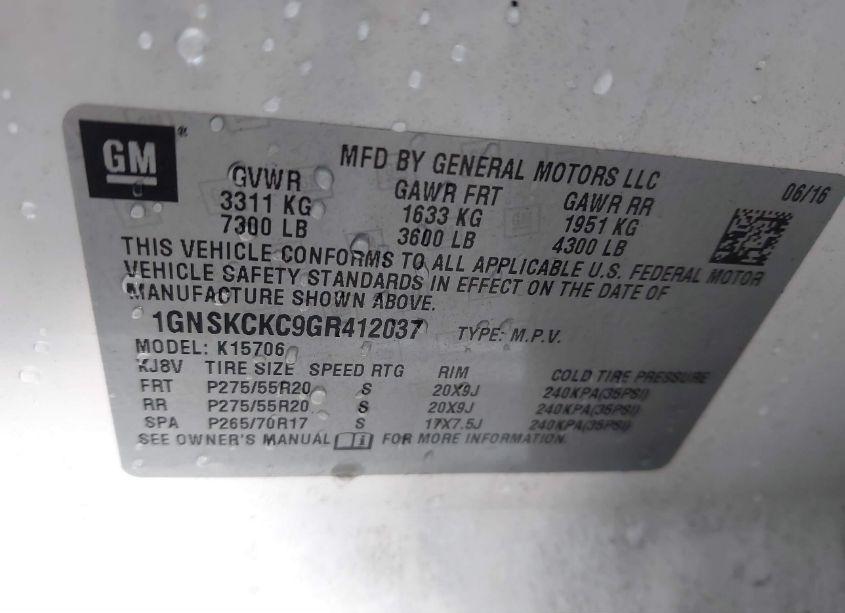 GM ®
MFD BY GENERAL MOTORS LLC
06/16
GVWR GAWR FRT GAWR RR
3311 KG 1633 KG 1951 KG
7300 LB 3600 LB 4300 LB
THIS VEHICLE CONFORMS TO ALL APPLICABLE U.S. FEDERAL MOTOR
VEHICLE SAFETY STANDARDS IN EFFECT ON THE DATE OF
MANUFACTURE SHOWN ABOVE.
1GNSKCKC9GR412037 TYPE: M.P.V.
MODEL: K15706
KJ8V TIRE SIZE SPEED RTG RIM COLD TIRE PRESSURE
FRT P275/55R20 S 20X9J 240KPA(35PSI)
RR P275/55R20 S 20X9J 240KPA(35PSI)
SPA P265/70R17 S 17X7.5J 240KPA(35PSI)
SEE OWNER'S MANUAL FOR MORE INFORMATION.